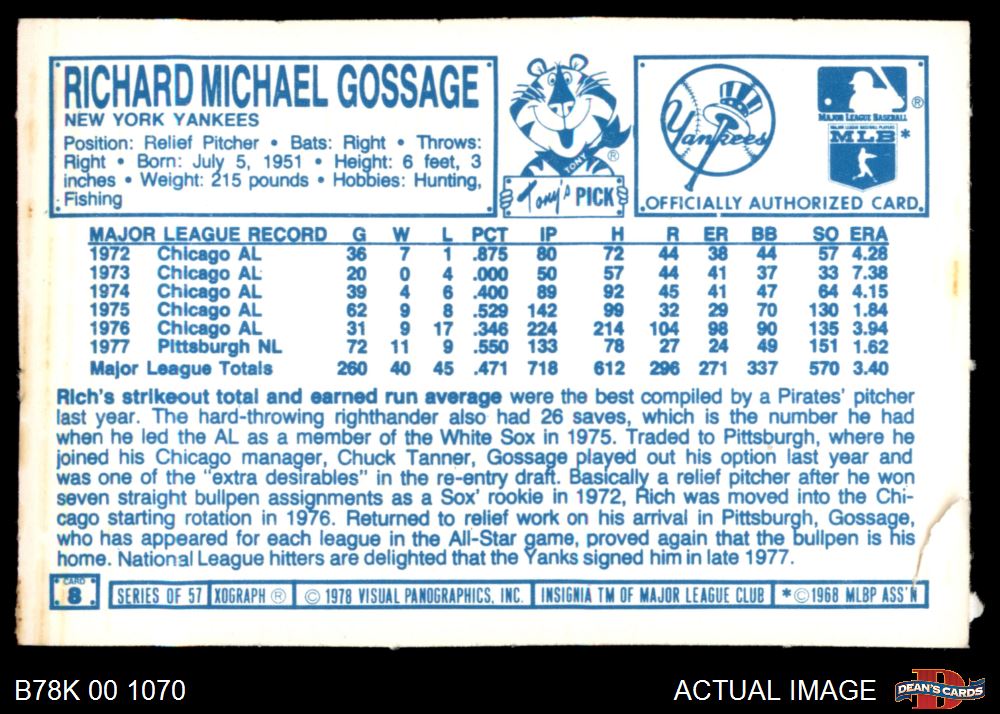 RICHARD MICHAEL GOSSAGE
NEW YORK YANKEES
Position: Relief Pitcher • Bats: Right • Throws:
Right • Born: July 5, 1951 • Height: 6 feet, 3
inches • Weight: 215 pounds • Hobbies: Hunting,
Fishing
TONY
®
Tony's PICK
Yankees
®
MAJOR LEAGUE BASEBALL
MAJOR LEAGUE BASEBALL PLAYERS
MLB *
OFFICIALLY AUTHORIZED CARD
MAJOR LEAGUE RECORD G W L PCT IP H R ER BB SO ERA
1972 Chicago AL 36 7 1 .875 80 72 44 38 44 57 4.28
1973 Chicago AL 20 0 4 .000 50 57 44 41 37 33 7.38
1974 Chicago AL 39 4 6 .400 89 92 45 41 47 64 4.15
1975 Chicago AL 62 9 8 .529 142 99 32 29 70 130 1.84
1976 Chicago AL 31 9 17 .346 224 214 104 98 90 135 3.94
1977 Pittsburgh NL 72 11 9 .550 133 78 27 24 49 151 1.62
Major League Totals 260 40 45 .471 718 612 296 271 337 570 3.40
Rich's strikeout total and earned run average were the best compiled by a Pirates' pitcher
last year. The hard-throwing righthander also had 26 saves, which is the number he had
when he led the AL as a member of the White Sox in 1975. Traded to Pittsburgh, where he
joined his Chicago manager, Chuck Tanner, Gossage played out his option last year and
was one of the "extra desirables" in the re-entry draft. Basically a relief pitcher after he won
seven straight bullpen assignments as a Sox' rookie in 1972, Rich was moved into the Chi-
cago starting rotation in 1976. Returned to relief work on his arrival in Pittsburgh, Gossage,
who has appeared for each league in the All-Star game, proved again that the bullpen is his
home. National League hitters are delighted that the Yanks signed him in late 1977.
CARD
8
SERIES OF 57 XOGRAPH ® © 1978 VISUAL PANOGRAPHICS, INC. INSIGNIA TM OF MAJOR LEAGUE CLUB *©1968 MLBP ASS'N
B78K 00 1070
ACTUAL IMAGE
D
DEAN'S CARDS